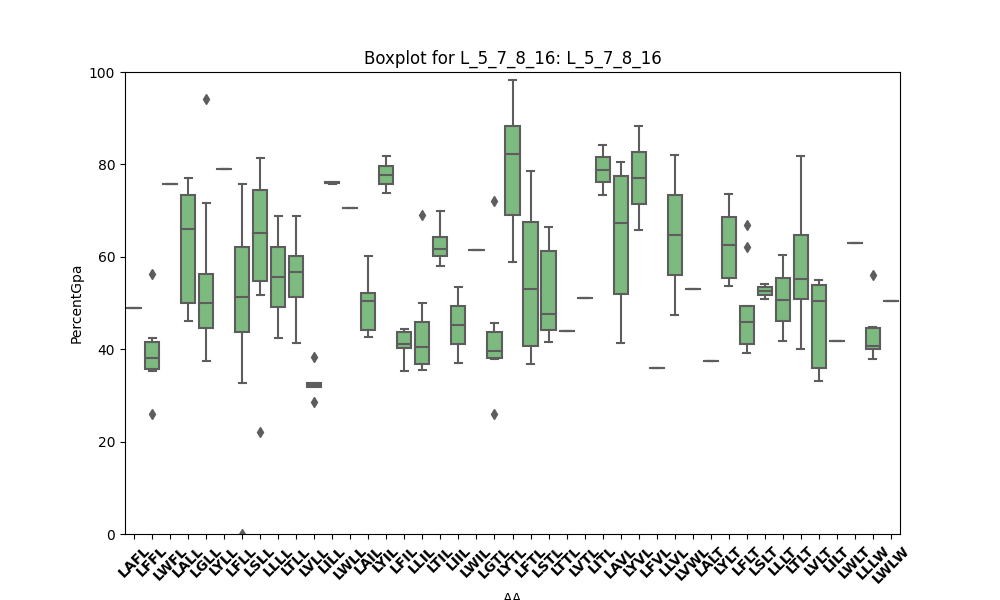 Boxplot for L_5_7_8_16: L_5_7_8_16
100
80
60
40
20
0
PercentGpa
LAFL LFFL LWFL LALL LGLL LYLL LFLL LSLL LLLL LTLL LVLL LILL LWLL LAIL LYIL LFIL LLIL LTIL LIIL LWIL LGTL LYTL LFTL LSTL LTTL LVTL LITL LAVL LYVL LFVL LLVL LVWL LALT LYLT LFLT LSLT LLLT LTLT LVLT LILT LWLT LLLW LWLW
AA